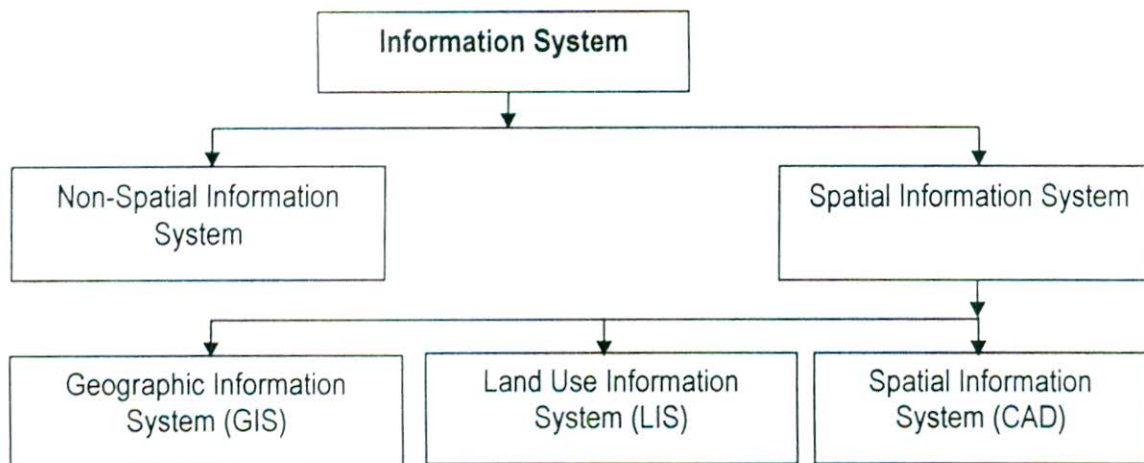 Information System
Non-Spatial Information
System
Spatial Information System
Geographic Information
System (GIS)
Land Use Information
System (LIS)
Spatial Information
System (CAD)